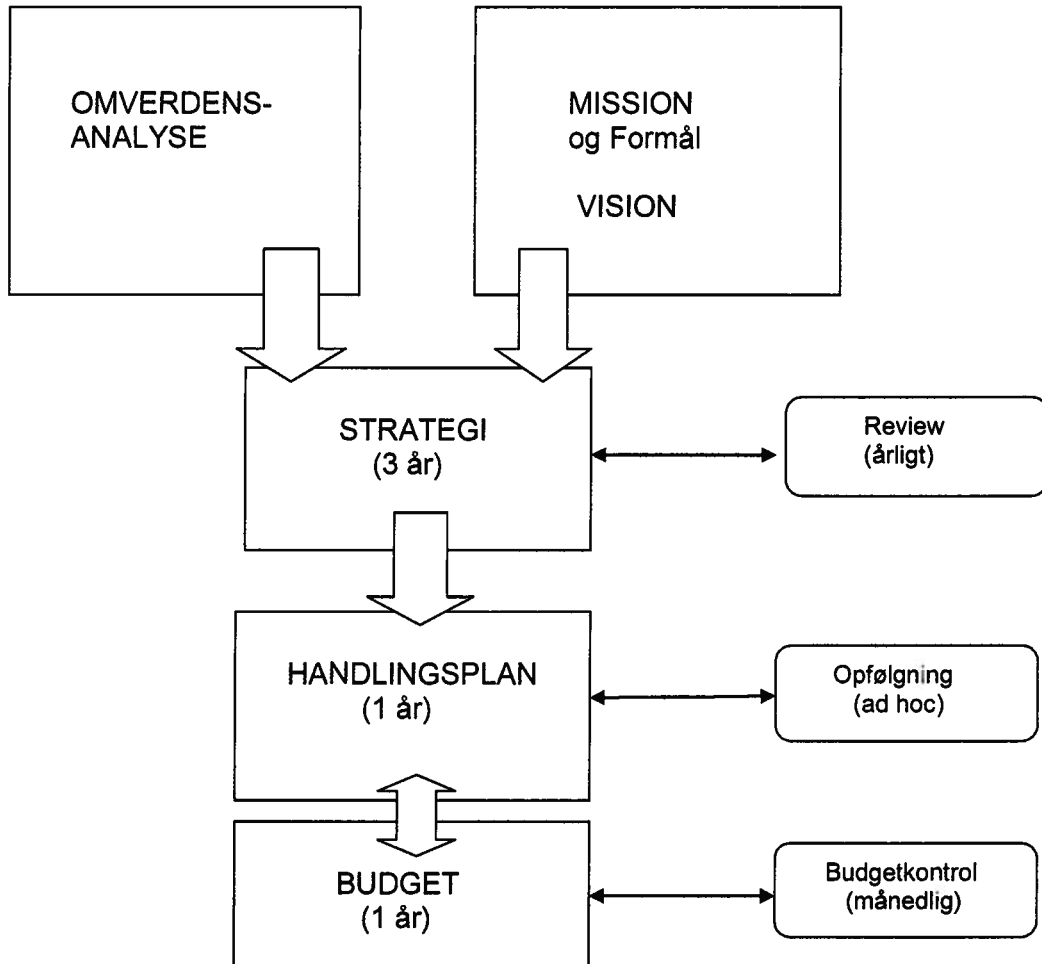 OMVERDENS-
ANALYSE
MISSION
og Formål
VISION
STRATEGI
(3 år)
Review
(årligt)
HANDLINGSPLAN
(1 år)
Opfølgning
(ad hoc)
BUDGET
(1 år)
Budgetkontrol
(månedlig)